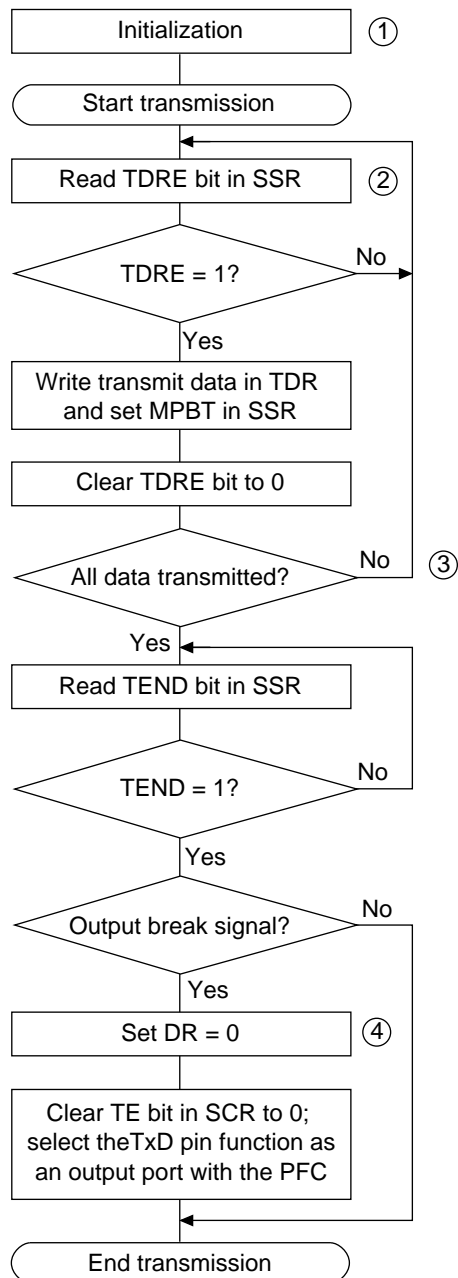 Initialization
①
Start transmission
Read TDRE bit in SSR
②
TDRE = 1?
No
Yes
Write transmit data in TDR
and set MPBT in SSR
Clear TDRE bit to 0
All data transmitted?
No
③
Yes
Read TEND bit in SSR
TEND = 1?
No
Yes
Output break signal?
No
Yes
Set DR = 0
④
Clear TE bit in SCR to 0;
select theTxD pin function as
an output port with the PFC
End transmission